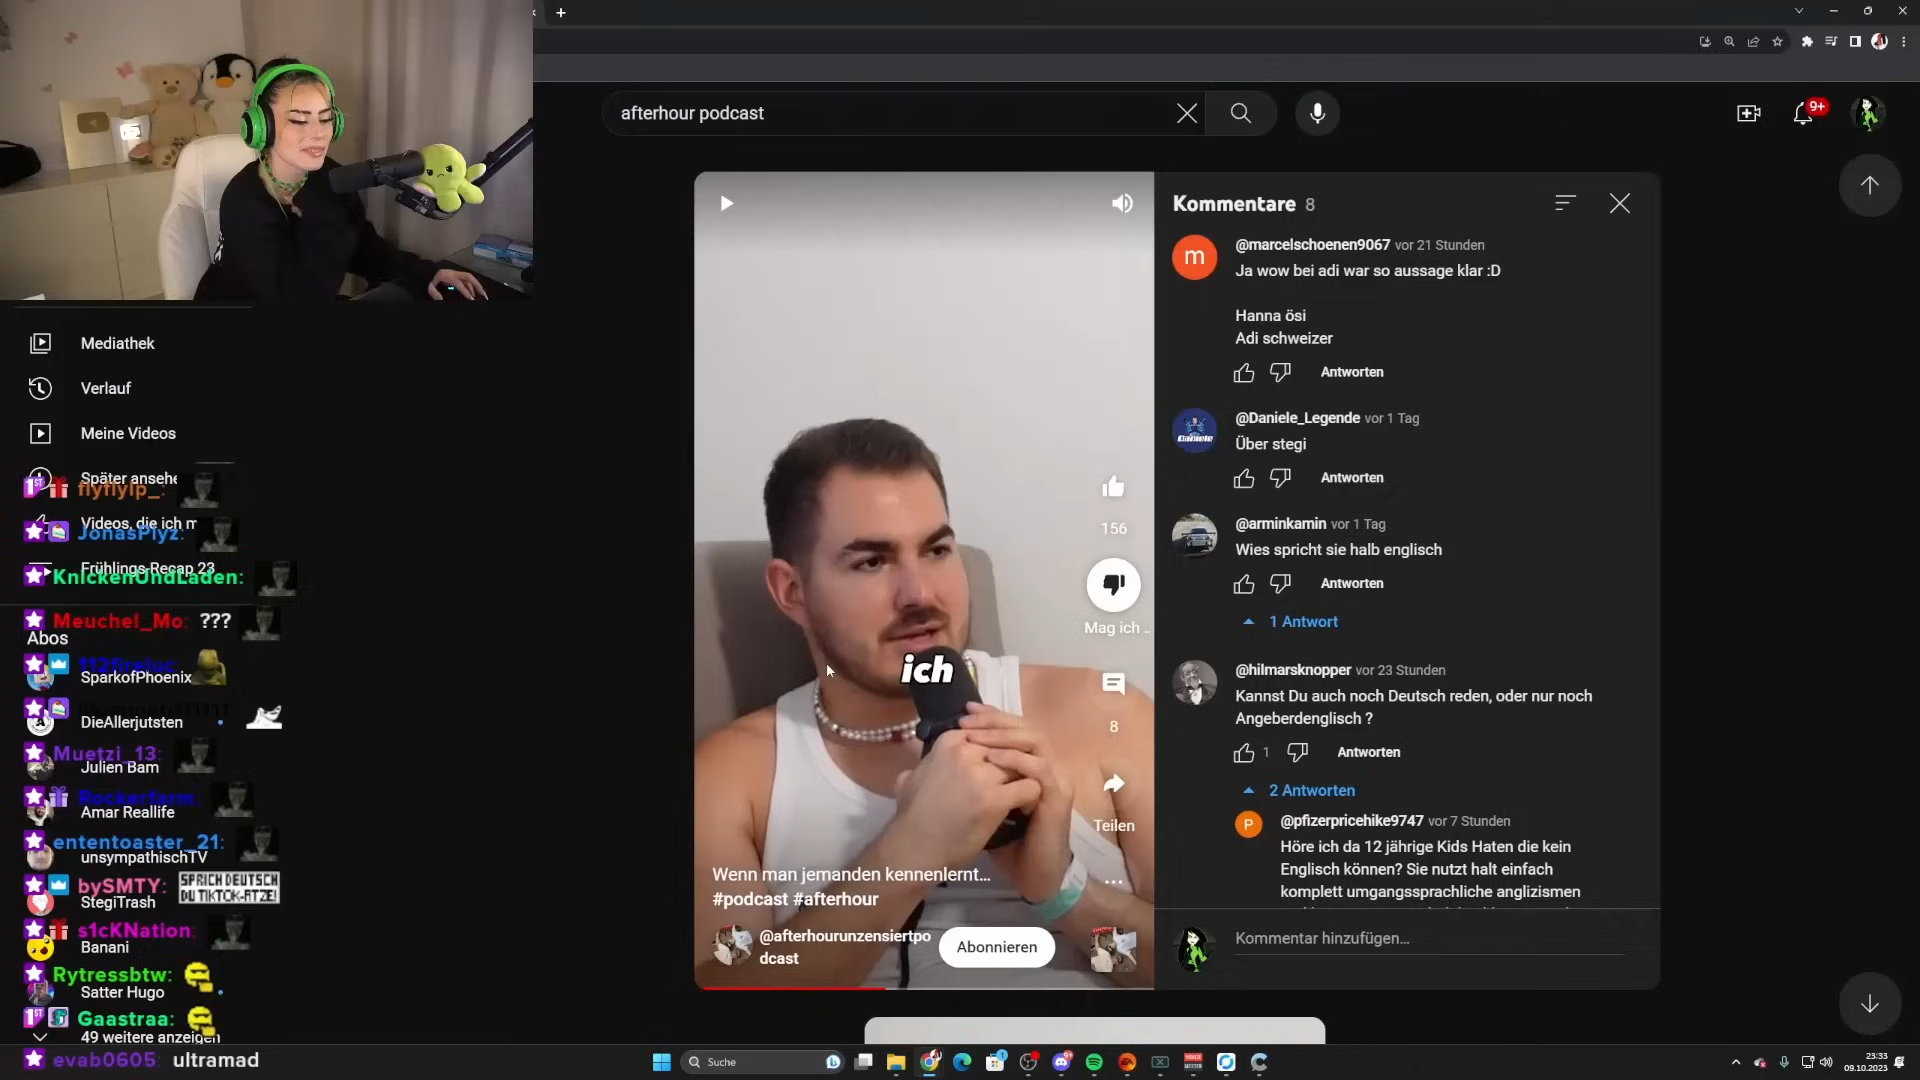 afterhour podcast
9+
Mediathek
Verlauf
Meine Videos
Später ansehe
flyflylp_:
Videos, die ich m
JonasPlyz:
Frühlings-Recap 23
KnickenUndLaden:
Meuchel_Mo: ???
Abos
112fireluc:
SparkofPhoenix
DieAllerjutsten
Muetzi_13:
Julien Bam
Rockerfarm:
Amar Reallife
ententoaster_21:
unsympathischTV
bySMTY: SPRICH DEUTSCH DU TIKTOK-ATZE!
StegiTrash
s1cKNation:
Banani
Rytressbtw:
Satter Hugo
Gaastraa:
49 weitere anzeigen
evab0605: ultramad
156
Mag ich ..
8
Teilen
ich
Wenn man jemanden kennenlernt...
#podcast #afterhour
@afterhourunzensiertpo
dcast
Abonnieren
Kommentare 8
m
@marcelschoenen9067 vor 21 Stunden
Ja wow bei adi war so aussage klar :D
Hanna ösi
Adi schweizer
Antworten
@Daniele_Legende vor 1 Tag
Über stegi
Antworten
@arminkamin vor 1 Tag
Wies spricht sie halb englisch
Antworten
1 Antwort
@hilmarsknopper vor 23 Stunden
Kannst Du auch noch Deutsch reden, oder nur noch
Angeberdenglisch ?
1 Antworten
2 Antworten
P
@pfizerpricehike9747 vor 7 Stunden
Höre ich da 12 jährige Kids Haten die kein
Englisch können? Sie nutzt halt einfach
komplett umgangssprachliche anglizismen
Kommentar hinzufügen...
Suche
23:33
09.10.2023